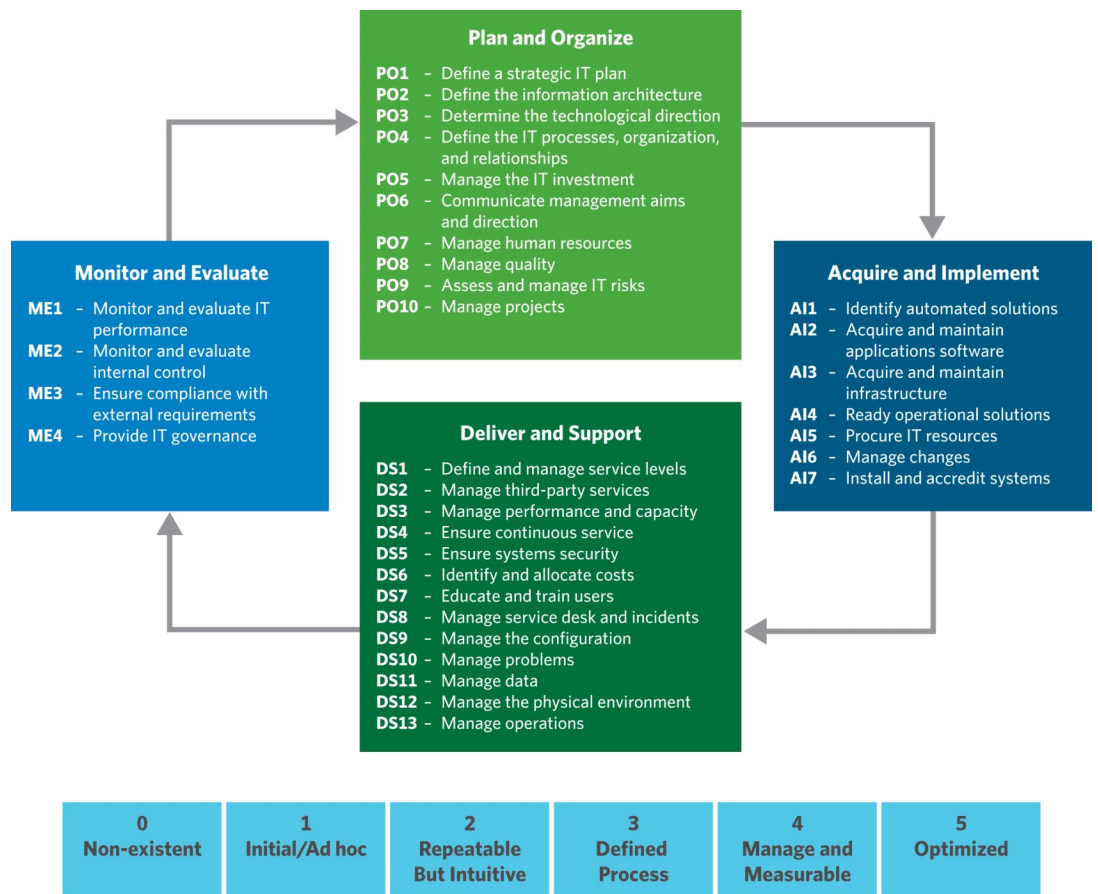 Plan and Organize
PO1 – Define a strategic IT plan
PO2 – Define the information architecture
PO3 – Determine the technological direction
PO4 – Define the IT processes, organization,
and relationships
PO5 – Manage the IT investment
PO6 – Communicate management aims
and direction
PO7 – Manage human resources
PO8 – Manage quality
PO9 – Assess and manage IT risks
PO10 – Manage projects
Monitor and Evaluate
ME1 – Monitor and evaluate IT
performance
ME2 – Monitor and evaluate
internal control
ME3 – Ensure compliance with
external requirements
ME4 – Provide IT governance
Acquire and Implement
AI1 – Identify automated solutions
AI2 – Acquire and maintain
applications software
AI3 – Acquire and maintain
infrastructure
AI4 – Ready operational solutions
AI5 – Procure IT resources
AI6 – Manage changes
AI7 – Install and accredit systems
Deliver and Support
DS1 – Define and manage service levels
DS2 – Manage third-party services
DS3 – Manage performance and capacity
DS4 – Ensure continuous service
DS5 – Ensure systems security
DS6 – Identify and allocate costs
DS7 – Educate and train users
DS8 – Manage service desk and incidents
DS9 – Manage the configuration
DS10 – Manage problems
DS11 – Manage data
DS12 – Manage the physical environment
DS13 – Manage operations
0
Non-existent
1
Initial/Ad hoc
2
Repeatable
But Intuitive
3
Defined
Process
4
Manage and
Measurable
5
Optimized